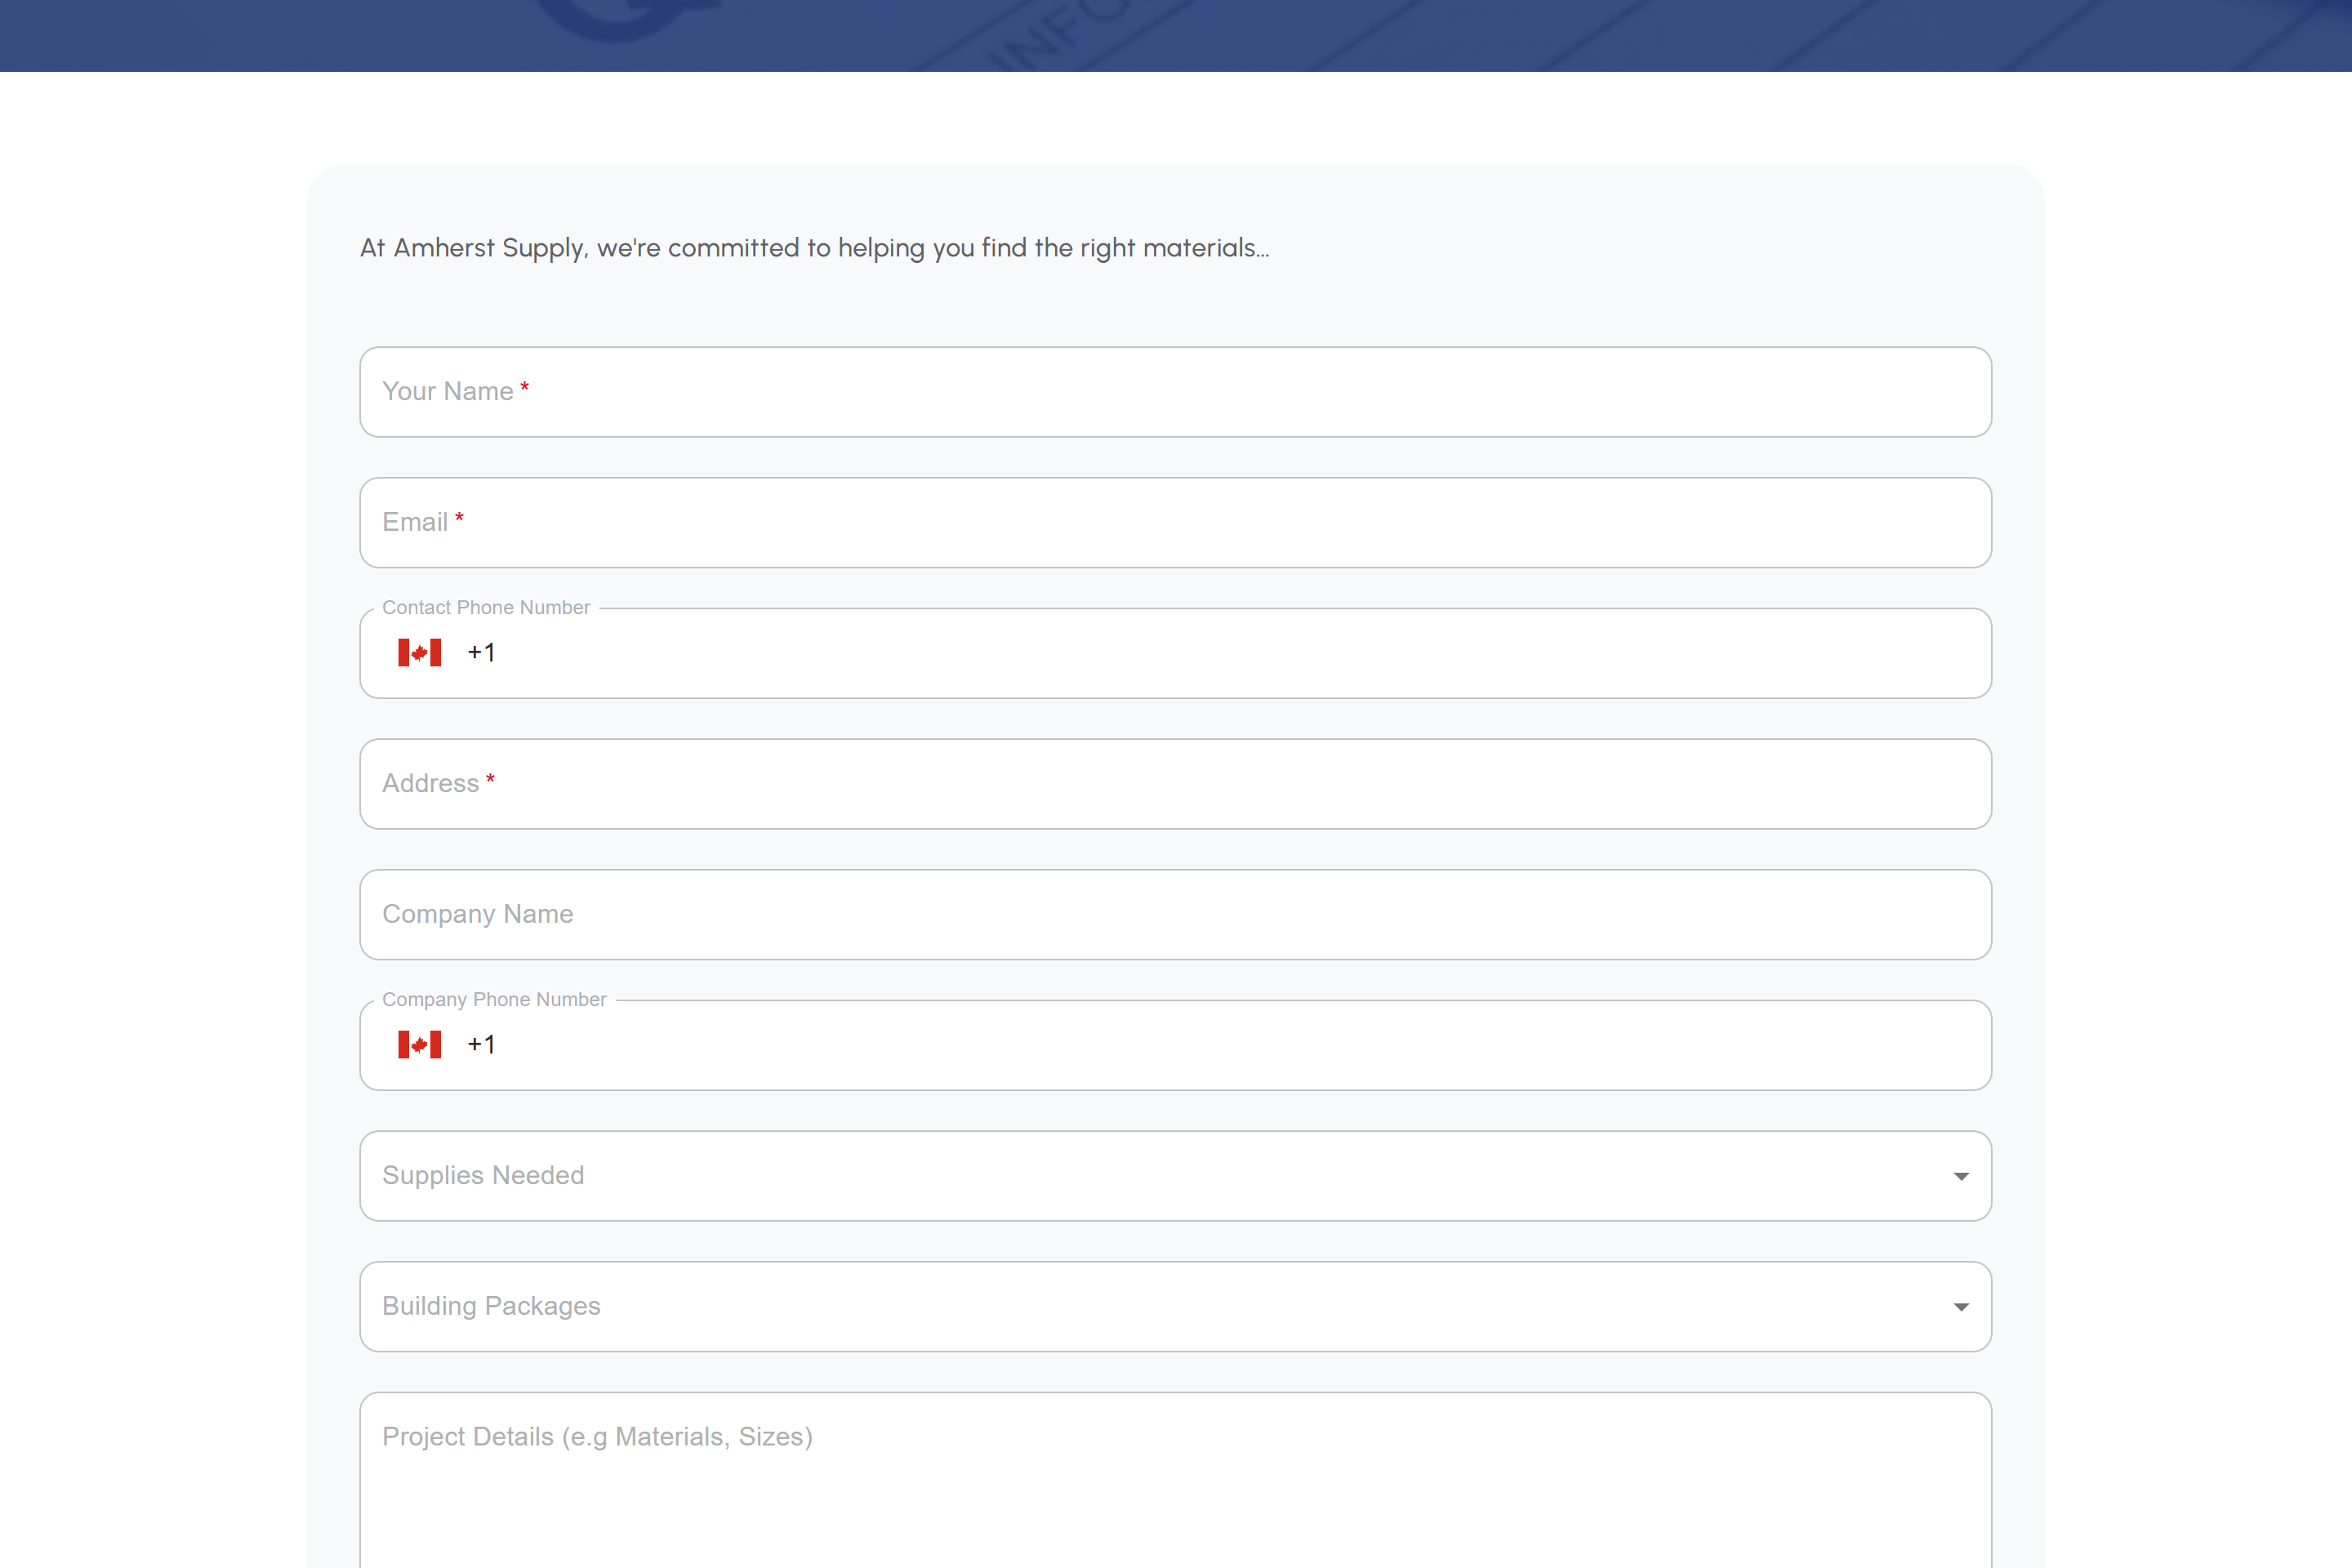 INFO
At Amherst Supply, we're committed to helping you find the right materials...
Your Name *
Email *
Contact Phone Number
+1
Address *
Company Name
Company Phone Number
+1
Supplies Needed
Building Packages
Project Details (e.g Materials, Sizes)